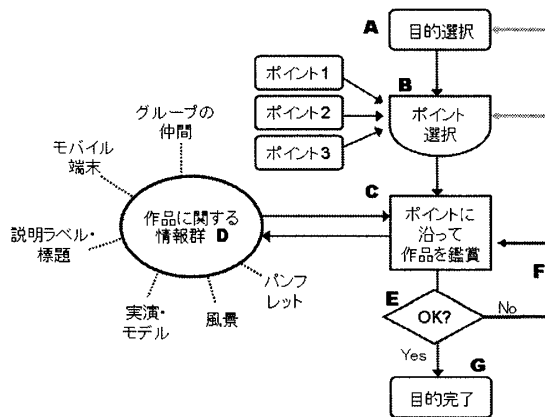 A
目的選択
B
ポイント1
ポイント2
ポイント3
ポイント
選択
グループの
仲間
モバイル
端末
説明ラベル・
標題
実演・
モデル
風景
パンフ
レット
作品に関する
情報群 D
C
ポイントに
沿って
作品を鑑賞
F
E
OK?
No
Yes
G
目的完了